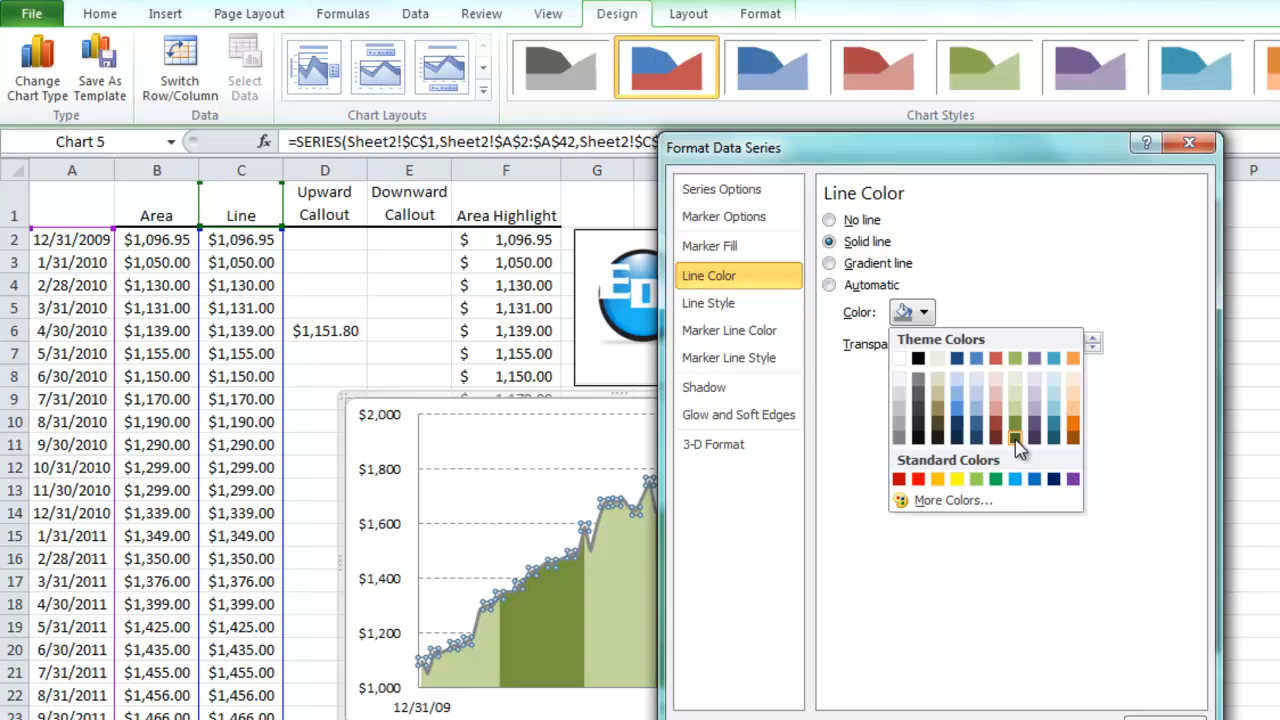 File Home Insert Page Layout Formulas Data Review View Design Layout Format
Change Chart Type
Save As Template
Switch Row/Column
Select Data
Type Data Chart Layouts Chart Styles
Chart 5 fx =SERIES(Sheet2!$C$1,Sheet2!$A$2:$A$42,Sheet2!$C$
A B C D E F G P
1 Area Line Upward Callout Downward Callout Area Highlight
2 12/31/2009 $1,096.95 $1,096.95 $ 1,096.95
3 1/31/2010 $1,050.00 $1,050.00 $ 1,050.00
4 2/28/2010 $1,130.00 $1,130.00 $ 1,130.00
5 3/31/2010 $1,131.00 $1,131.00 $ 1,131.00
6 4/30/2010 $1,139.00 $1,139.00 $1,151.80 $ 1,139.00
7 5/31/2010 $1,155.00 $1,155.00 $ 1,155.00
8 6/30/2010 $1,150.00 $1,150.00 $ 1,150.00
9 7/31/2010 $1,170.00 $1,170.00 $ 1,170.00
10 8/31/2010 $1,190.00 $1,190.00
11 9/30/2010 $1,290.00 $1,290.00
12 10/31/2010 $1,299.00 $1,299.00
13 11/30/2010 $1,299.00 $1,299.00
14 12/31/2010 $1,339.00 $1,339.00
15 1/31/2011 $1,349.00 $1,349.00
16 2/28/2011 $1,350.00 $1,350.00
17 3/31/2011 $1,376.00 $1,376.00
18 4/30/2011 $1,399.00 $1,399.00
19 5/31/2011 $1,425.00 $1,425.00
20 6/30/2011 $1,435.00 $1,435.00
21 7/31/2011 $1,455.00 $1,455.00
22 8/31/2011 $1,456.00 $1,456.00
23 9/30/2011 $1,466.00 $1,466.00
ED
$2,000
$1,800
$1,600
$1,400
$1,200
$1,000
12/31/09
Format Data Series
?
Series Options
Marker Options
Marker Fill
Line Color
Line Style
Marker Line Color
Marker Line Style
Shadow
Glow and Soft Edges
3-D Format
Line Color
No line
Solid line
Gradient line
Automatic
Color:
Transpa
Theme Colors
Standard Colors
More Colors...